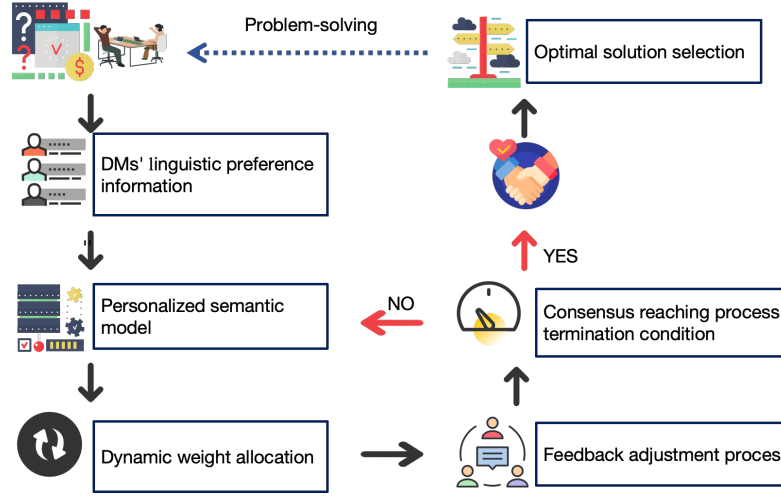 Problem-solving
Optimal solution selection
DMs' linguistic preference
information
YES
Personalized semantic
model
NO
Consensus reaching process
termination condition
Dynamic weight allocation
Feedback adjustment proces